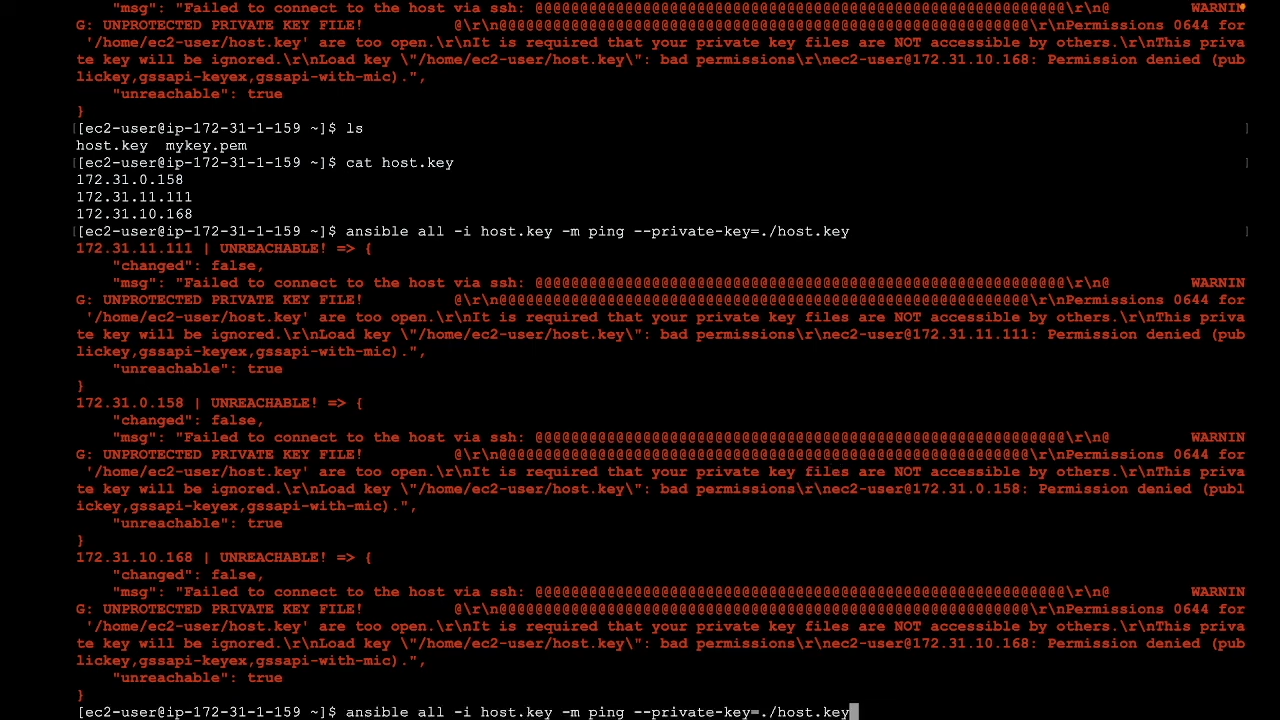 "msg": "Failed to connect to the host via ssh: @@@@@@@@@@@@@@@@@@@@@@@@@@@@@@@@@@@@@@@@@@@@@@@@@@@@@@@@@@@\r\n@         WARNIN
G: UNPROTECTED PRIVATE KEY FILE!          @\r\n@@@@@@@@@@@@@@@@@@@@@@@@@@@@@@@@@@@@@@@@@@@@@@@@@@@@@@@@@@@\r\nPermissions 0644 for
 '/home/ec2-user/host.key' are too open.\r\nIt is required that your private key files are NOT accessible by others.\r\nThis priva
te key will be ignored.\r\nLoad key \"/home/ec2-user/host.key\": bad permissions\r\nec2-user@172.31.10.168: Permission denied (pub
lickey,gssapi-keyex,gssapi-with-mic).",
"unreachable": true
}
[ec2-user@ip-172-31-1-159 ~]$ ls
host.key  mykey.pem
[ec2-user@ip-172-31-1-159 ~]$ cat host.key
172.31.0.158
172.31.11.111
172.31.10.168
[ec2-user@ip-172-31-1-159 ~]$ ansible all -i host.key -m ping --private-key=./host.key
172.31.11.111 | UNREACHABLE! => {
"changed": false,
"msg": "Failed to connect to the host via ssh: @@@@@@@@@@@@@@@@@@@@@@@@@@@@@@@@@@@@@@@@@@@@@@@@@@@@@@@@@@@\r\n@         WARNIN
G: UNPROTECTED PRIVATE KEY FILE!          @\r\n@@@@@@@@@@@@@@@@@@@@@@@@@@@@@@@@@@@@@@@@@@@@@@@@@@@@@@@@@@@\r\nPermissions 0644 for
 '/home/ec2-user/host.key' are too open.\r\nIt is required that your private key files are NOT accessible by others.\r\nThis priva
te key will be ignored.\r\nLoad key \"/home/ec2-user/host.key\": bad permissions\r\nec2-user@172.31.11.111: Permission denied (pub
lickey,gssapi-keyex,gssapi-with-mic).",
"unreachable": true
}
172.31.0.158 | UNREACHABLE! => {
"changed": false,
"msg": "Failed to connect to the host via ssh: @@@@@@@@@@@@@@@@@@@@@@@@@@@@@@@@@@@@@@@@@@@@@@@@@@@@@@@@@@@\r\n@         WARNIN
G: UNPROTECTED PRIVATE KEY FILE!          @\r\n@@@@@@@@@@@@@@@@@@@@@@@@@@@@@@@@@@@@@@@@@@@@@@@@@@@@@@@@@@@\r\nPermissions 0644 for
 '/home/ec2-user/host.key' are too open.\r\nIt is required that your private key files are NOT accessible by others.\r\nThis priva
te key will be ignored.\r\nLoad key \"/home/ec2-user/host.key\": bad permissions\r\nec2-user@172.31.0.158: Permission denied (publ
ickey,gssapi-keyex,gssapi-with-mic).",
"unreachable": true
}
172.31.10.168 | UNREACHABLE! => {
"changed": false,
"msg": "Failed to connect to the host via ssh: @@@@@@@@@@@@@@@@@@@@@@@@@@@@@@@@@@@@@@@@@@@@@@@@@@@@@@@@@@@\r\n@         WARNIN
G: UNPROTECTED PRIVATE KEY FILE!          @\r\n@@@@@@@@@@@@@@@@@@@@@@@@@@@@@@@@@@@@@@@@@@@@@@@@@@@@@@@@@@@\r\nPermissions 0644 for
 '/home/ec2-user/host.key' are too open.\r\nIt is required that your private key files are NOT accessible by others.\r\nThis priva
te key will be ignored.\r\nLoad key \"/home/ec2-user/host.key\": bad permissions\r\nec2-user@172.31.10.168: Permission denied (pub
lickey,gssapi-keyex,gssapi-with-mic).",
"unreachable": true
}
[ec2-user@ip-172-31-1-159 ~]$ ansible all -i host.key -m ping --private-key=./host.key